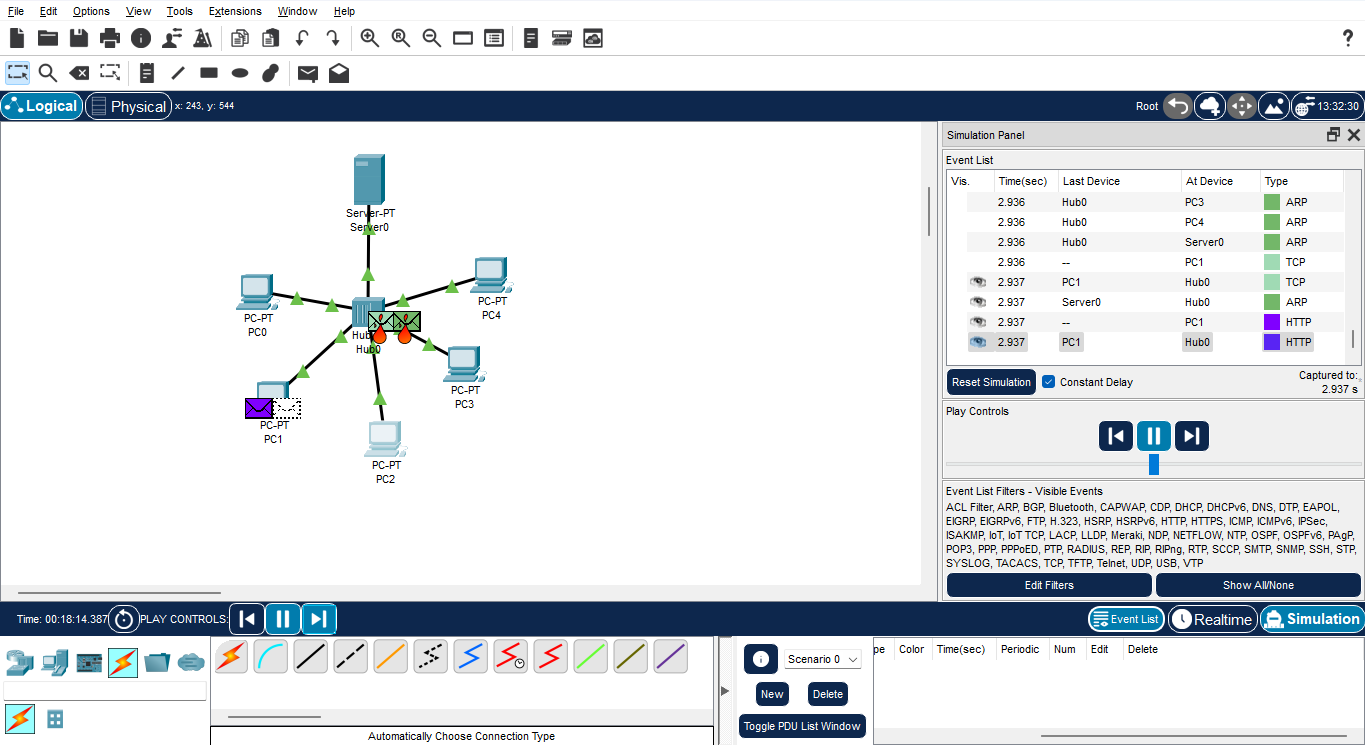 File Edit Options View Tools Extensions Window Help
?
Logical Physical x: 243, y: 544 Root 13:32:30
Server-PT
Server0
PC-PT
PC4
PC-PT
PC0
Hub0
PC-PT
PC3
PC-PT
PC1
PC-PT
PC2
Simulation Panel
Event List
Vis. Time(sec) Last Device At Device Type
2.936 Hub0 PC3 ARP
2.936 Hub0 PC4 ARP
2.936 Hub0 Server0 ARP
2.936 -- PC1 TCP
2.937 PC1 Hub0 TCP
2.937 Server0 Hub0 ARP
2.937 -- PC1 HTTP
2.937 PC1 Hub0 HTTP
Reset Simulation Constant Delay Captured to:
2.937 s
Play Controls
Event List Filters - Visible Events
ACL Filter, ARP, BGP, Bluetooth, CAPWAP, CDP, DHCP, DHCPv6, DNS, DTP, EAPOL,
EIGRP, EIGRPv6, FTP, H.323, HSRP, HSRPv6, HTTP, HTTPS, ICMP, ICMPv6, IPSec,
ISAKMP, IoT, IoT TCP, LACP, LLDP, Meraki, NDP, NETFLOW, NTP, OSPF, OSPFv6, PAgP,
POP3, PPP, PPPoED, PTP, RADIUS, REP, RIP, RIPng, RTP, SCCP, SMTP, SNMP, SSH, STP,
SYSLOG, TACACS, TCP, TFTP, Telnet, UDP, USB, VTP
Edit Filters Show All/None
Time: 00:18:14.387 PLAY CONTROLS: Event List Realtime Simulation
Scenario 0
New Delete
Toggle PDU List Window
pe Color Time(sec) Periodic Num Edit Delete
Automatically Choose Connection Type